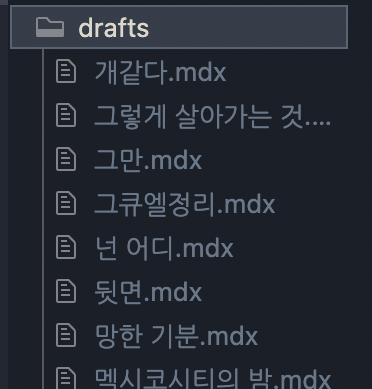 drafts
개같다.mdx
그렇게 살아가는 것....
그만.mdx
그큐엘정리.mdx
넌 어디.mdx
뒷면.mdx
망한 기분.mdx
멕시코시티의 밤.mdx